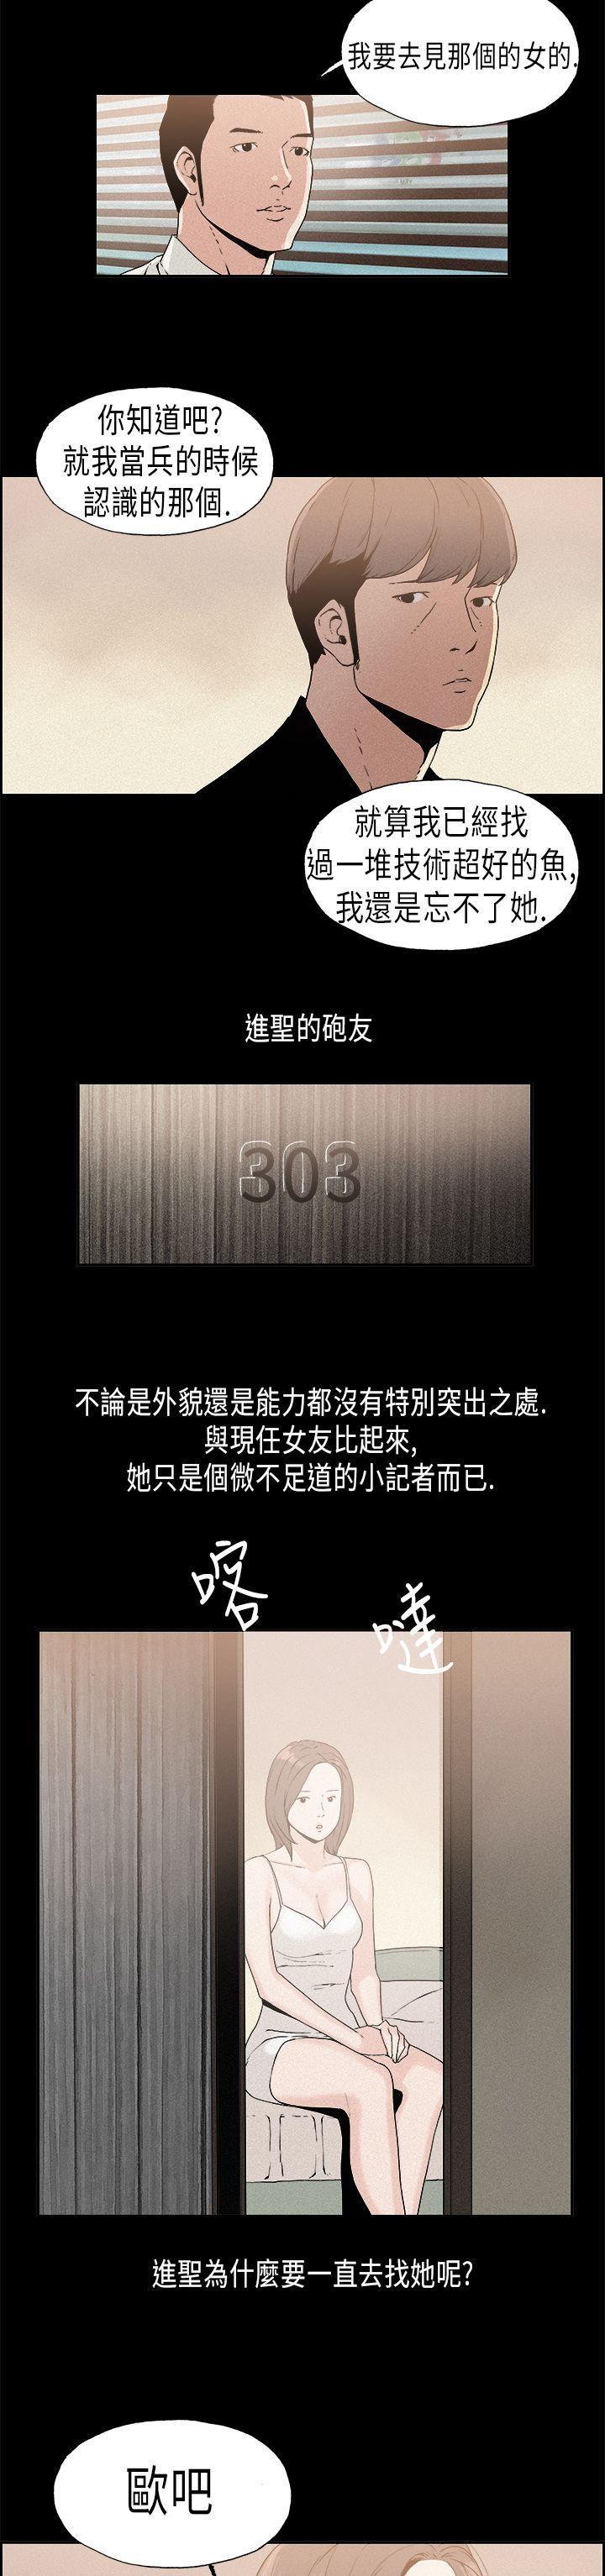 我要去見那個的女的.
你知道吧?
就我當兵的時候
認識的那個.
就算我已經找
過一堆技術超好的魚,
我還是忘不了她.
進聖的砲友
303
不論是外貌還是能力都沒有特別突出之處.
與現任女友比起來,
她只是個微不足道的小記者而已.
喀
噠
進聖為什麼要一直去找她呢?
歐吧